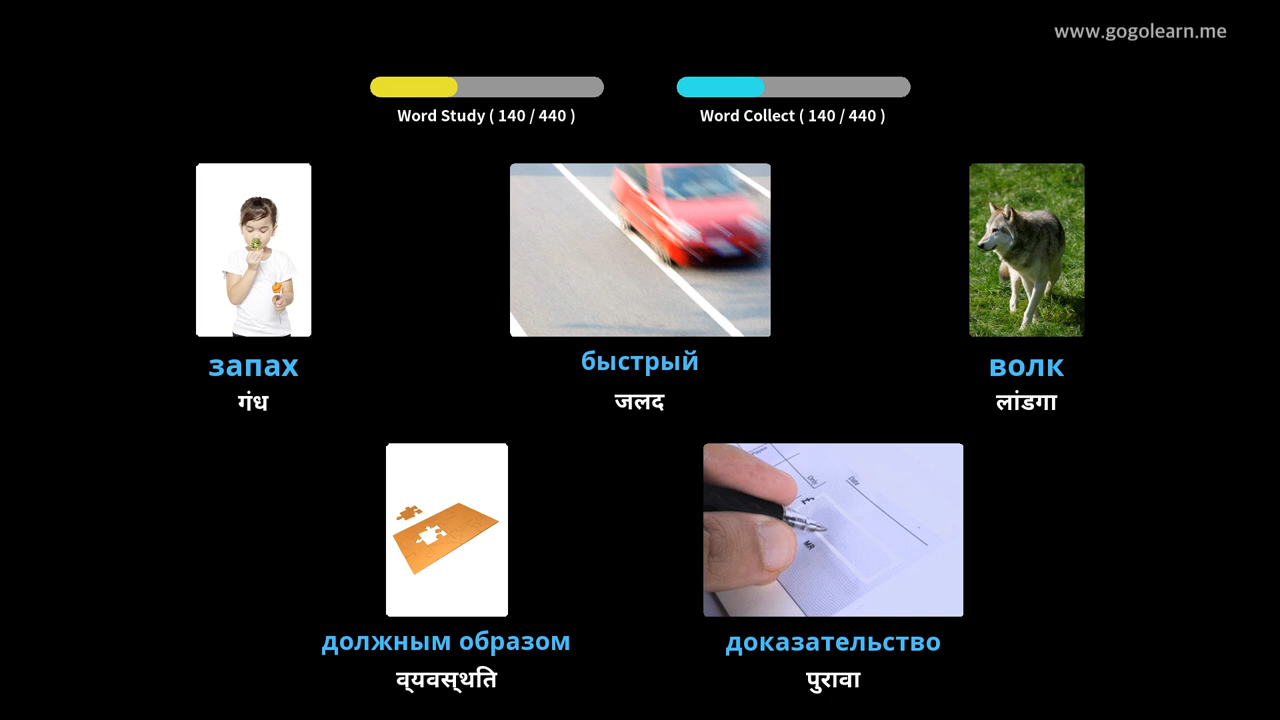 www.gogolearn.me
Word Study ( 140 / 440 )
Word Collect ( 140 / 440 )
запах
गंध
быстрый
जलद
волк
लांडगा
должным образом
व्यवस्थति
доказательство
पुरावा